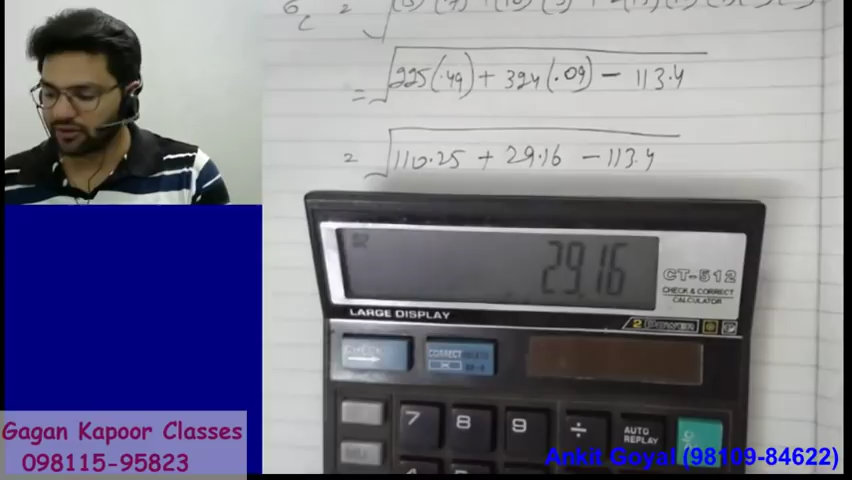 = √225(.49) + 324(.09) - 113.4
= √110.25 + 29.16 - 113.4
29.16
CT-512
CHECK & CORRECT
CALCULATOR
LARGE DISPLAY
CHECK
CORRECT
7 8 9 ÷ AUTO REPLAY
Gagan Kapoor Classes
098115-95823
Ankit Goyal (98109-84622)